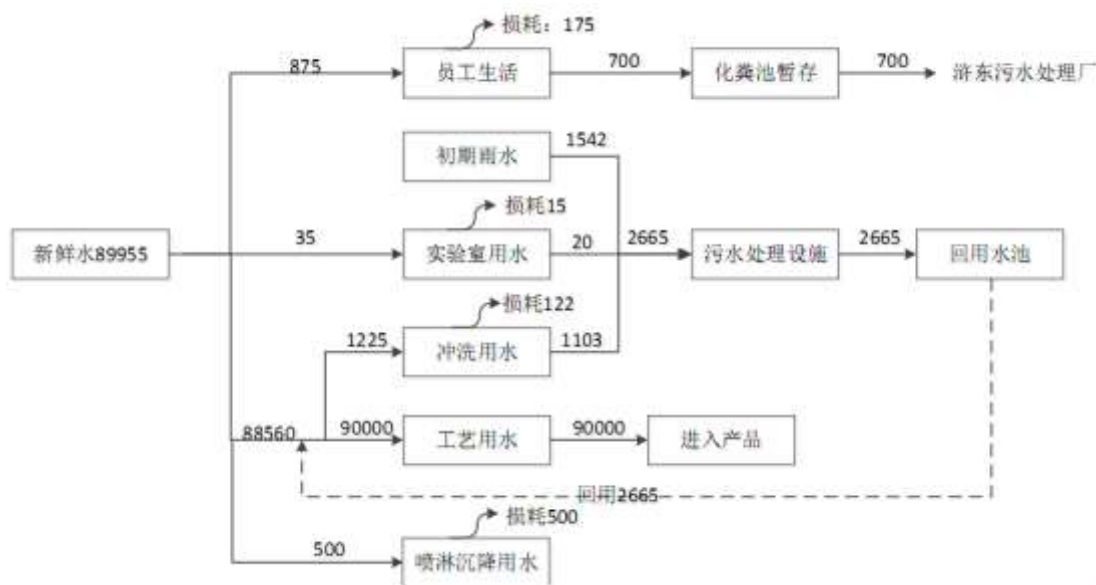 损耗：175
875
员工生活
700
化粪池暂存
700
浒东污水处理厂
初期雨水
1542
损耗15
新鲜水89955
35
实验室用水
20
2665
污水处理设施
2665
回用水池
损耗122
1225
冲洗用水
1103
88560
90000
工艺用水
90000
进入产品
回用2665
损耗500
500
喷淋沉降用水